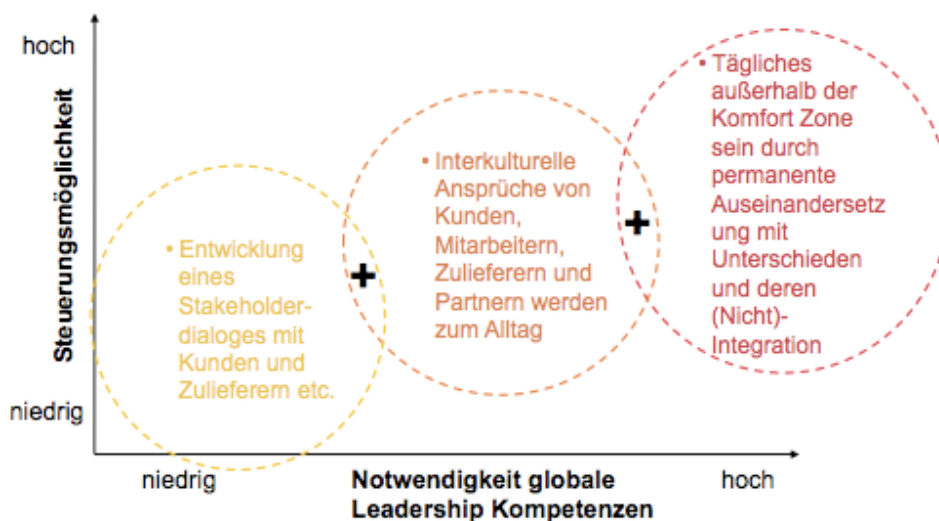 hoch
Steuerungsmöglichkeit
niedrig
• Entwicklung
eines
Stakeholder-
dialoges mit
Kunden und
Zulieferern etc.
+
• Interkulturelle
Ansprüche von
Kunden,
Mitarbeitern,
Zulieferern und
Partnern werden
zum Alltag
+
• Tägliches
außerhalb der
Komfort Zone
sein durch
permanente
Auseinandersetz
ung mit
Unterschieden
und deren
(Nicht)-
Integration
niedrig
Notwendigkeit globale
Leadership Kompetenzen
hoch